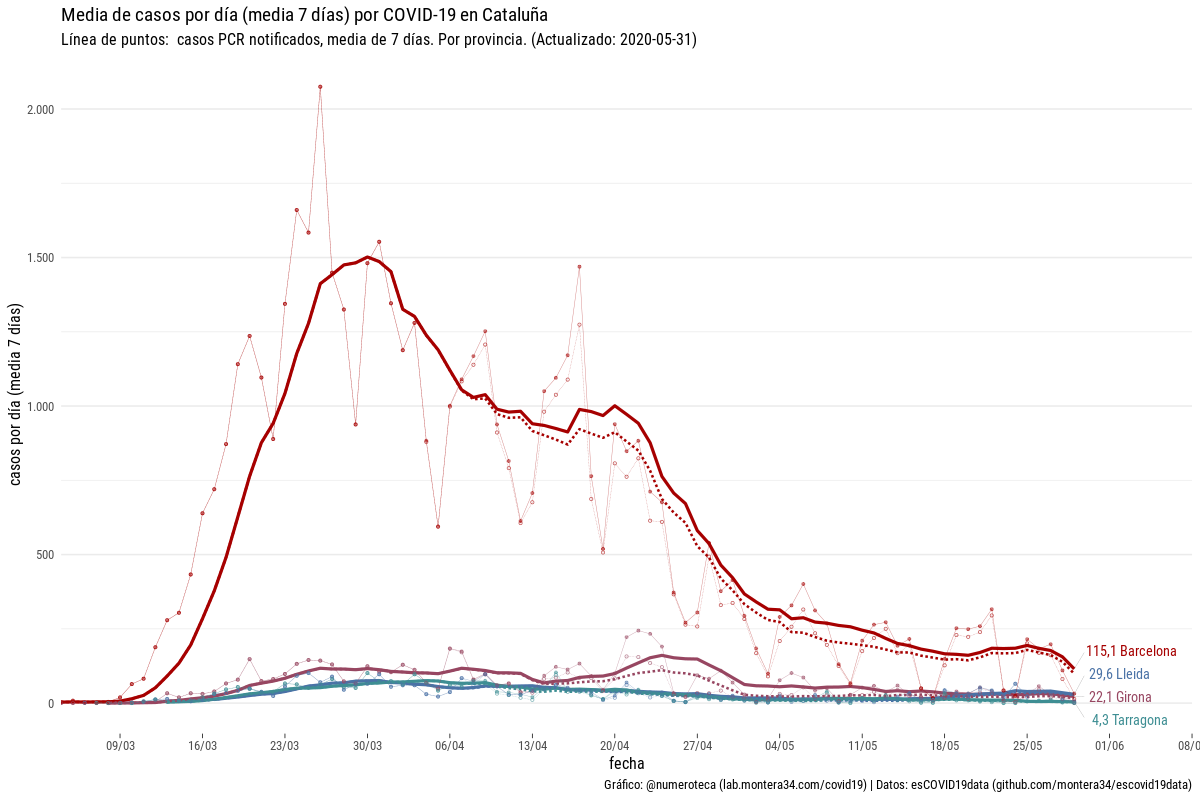 Media de casos por día (media 7 días) por COVID-19 en Cataluña
Línea de puntos:  casos PCR notificados, media de 7 días. Por provincia. (Actualizado: 2020-05-31)
casos por día (media 7 días)
2.000
1.500
1.000
500
0
115,1 Barcelona
29,6 Lleida
22,1 Girona
4,3 Tarragona
09/03 16/03 23/03 30/03 06/04 13/04 20/04 27/04 04/05 11/05 18/05 25/05 01/06 08/0
fecha
Gráfico: @numeroteca (lab.montera34.com/covid19) | Datos: esCOVID19data (github.com/montera34/escovid19data)